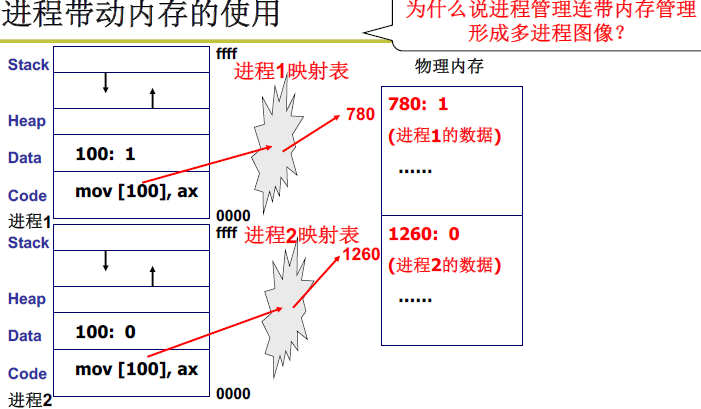 进程带动内存的使用
为什么说进程管理连带内存管理
形成多进程图像？
Stack
Heap
Data
100: 1
Code
mov [100], ax
进程1
ffff
0000
进程1映射表
780
物理内存
780: 1
(进程1的数据)
……
Stack
Heap
Data
100: 0
Code
mov [100], ax
进程2
ffff
0000
进程2映射表
1260
1260: 0
(进程2的数据)
……